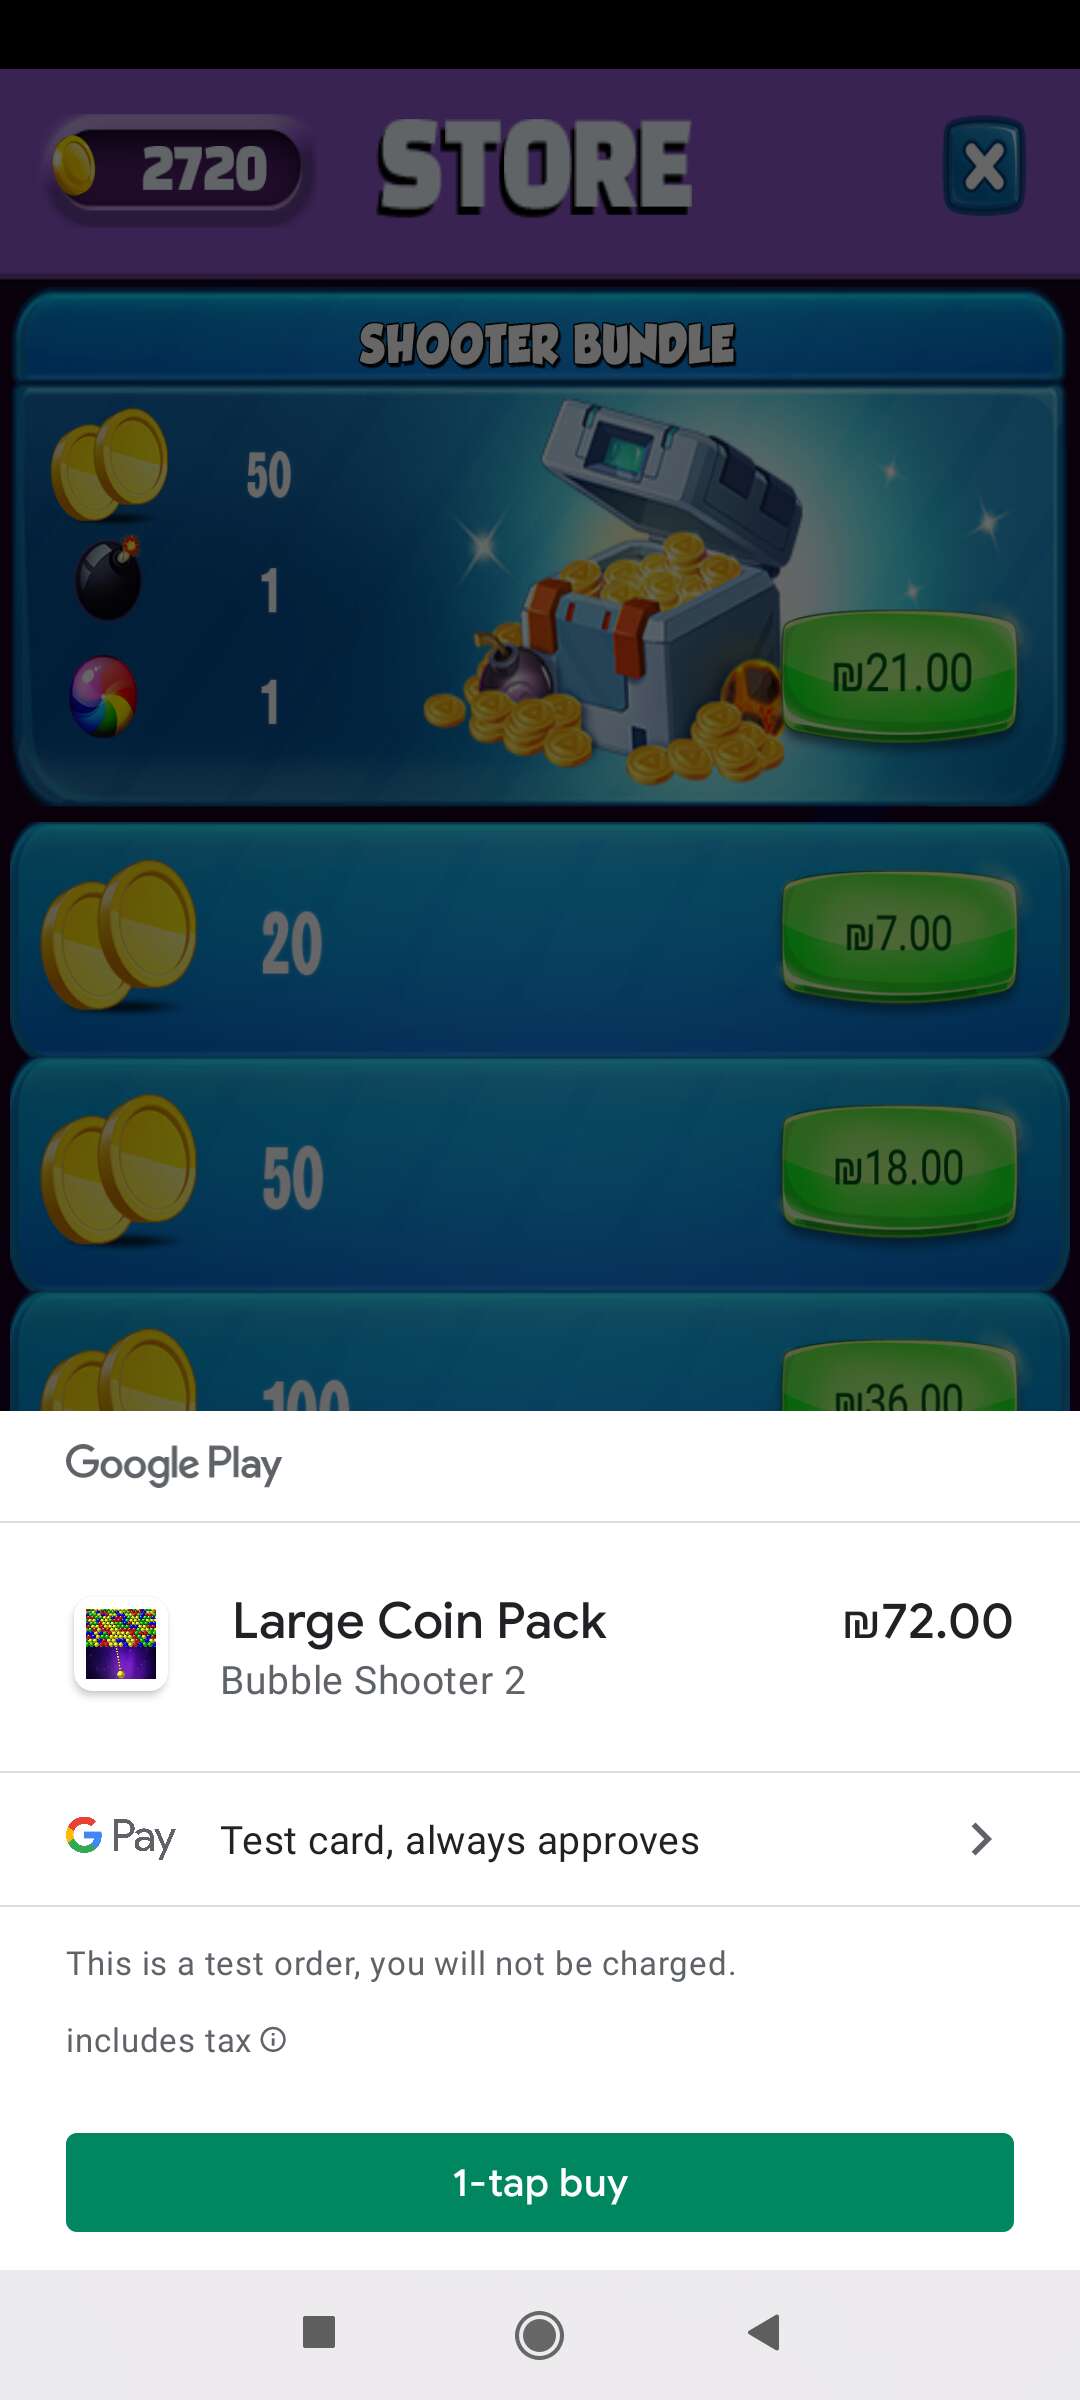 2720
STORE
X
SHOOTER BUNDLE
50
1
1
₪21.00
20
₪7.00
50
₪18.00
100
₪36.00
Google Play
Large Coin Pack
₪72.00
Bubble Shooter 2
G Pay
Test card, always approves
This is a test order, you will not be charged.
includes tax
1-tap buy